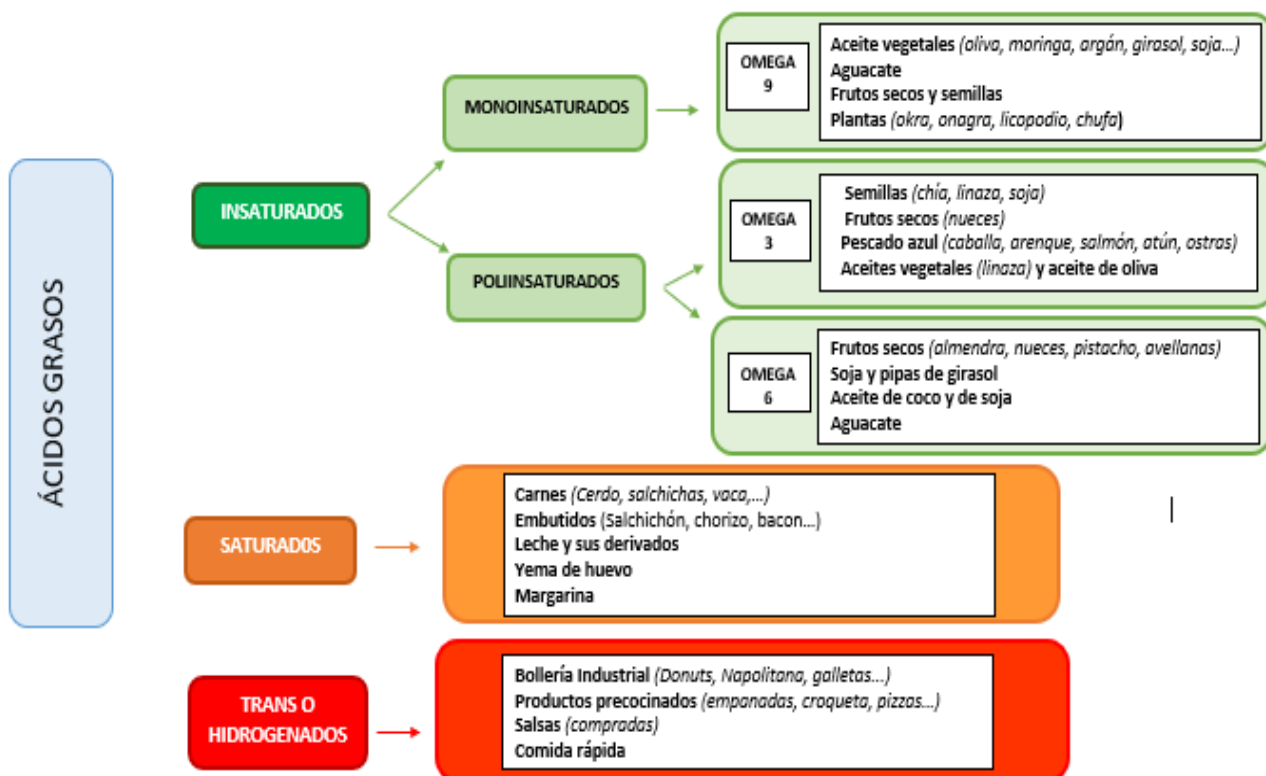 ÁCIDOS GRASOS
INSATURADOS
MONOINSATURADOS
OMEGA
9
Aceite vegetales (oliva, moringa, argán, girasol, soja...)
Aguacate
Frutos secos y semillas
Plantas (okra, onagra, licopodio, chufa)
POLIINSATURADOS
OMEGA
3
Semillas (chía, linaza, soja)
Frutos secos (nueces)
Pescado azul (caballa, arenque, salmón, atún, ostras)
Aceites vegetales (linaza) y aceite de oliva
OMEGA
6
Frutos secos (almendra, nueces, pistacho, avellanas)
Soja y pipas de girasol
Aceite de coco y de soja
Aguacate
SATURAD0S
Carnes (Cerdo, salchichas, vaca,...)
Embutidos (Salchichón, chorizo, bacon...)
Leche y sus derivados
Yema de huevo
Margarina
TRANS O
HIDROGENADOS
Bollería Industrial (Donuts, Napolitana, galletas...)
Productos precocinados (empanadas, croqueta, pizzas...)
Salsas (compradas)
Comida rápida